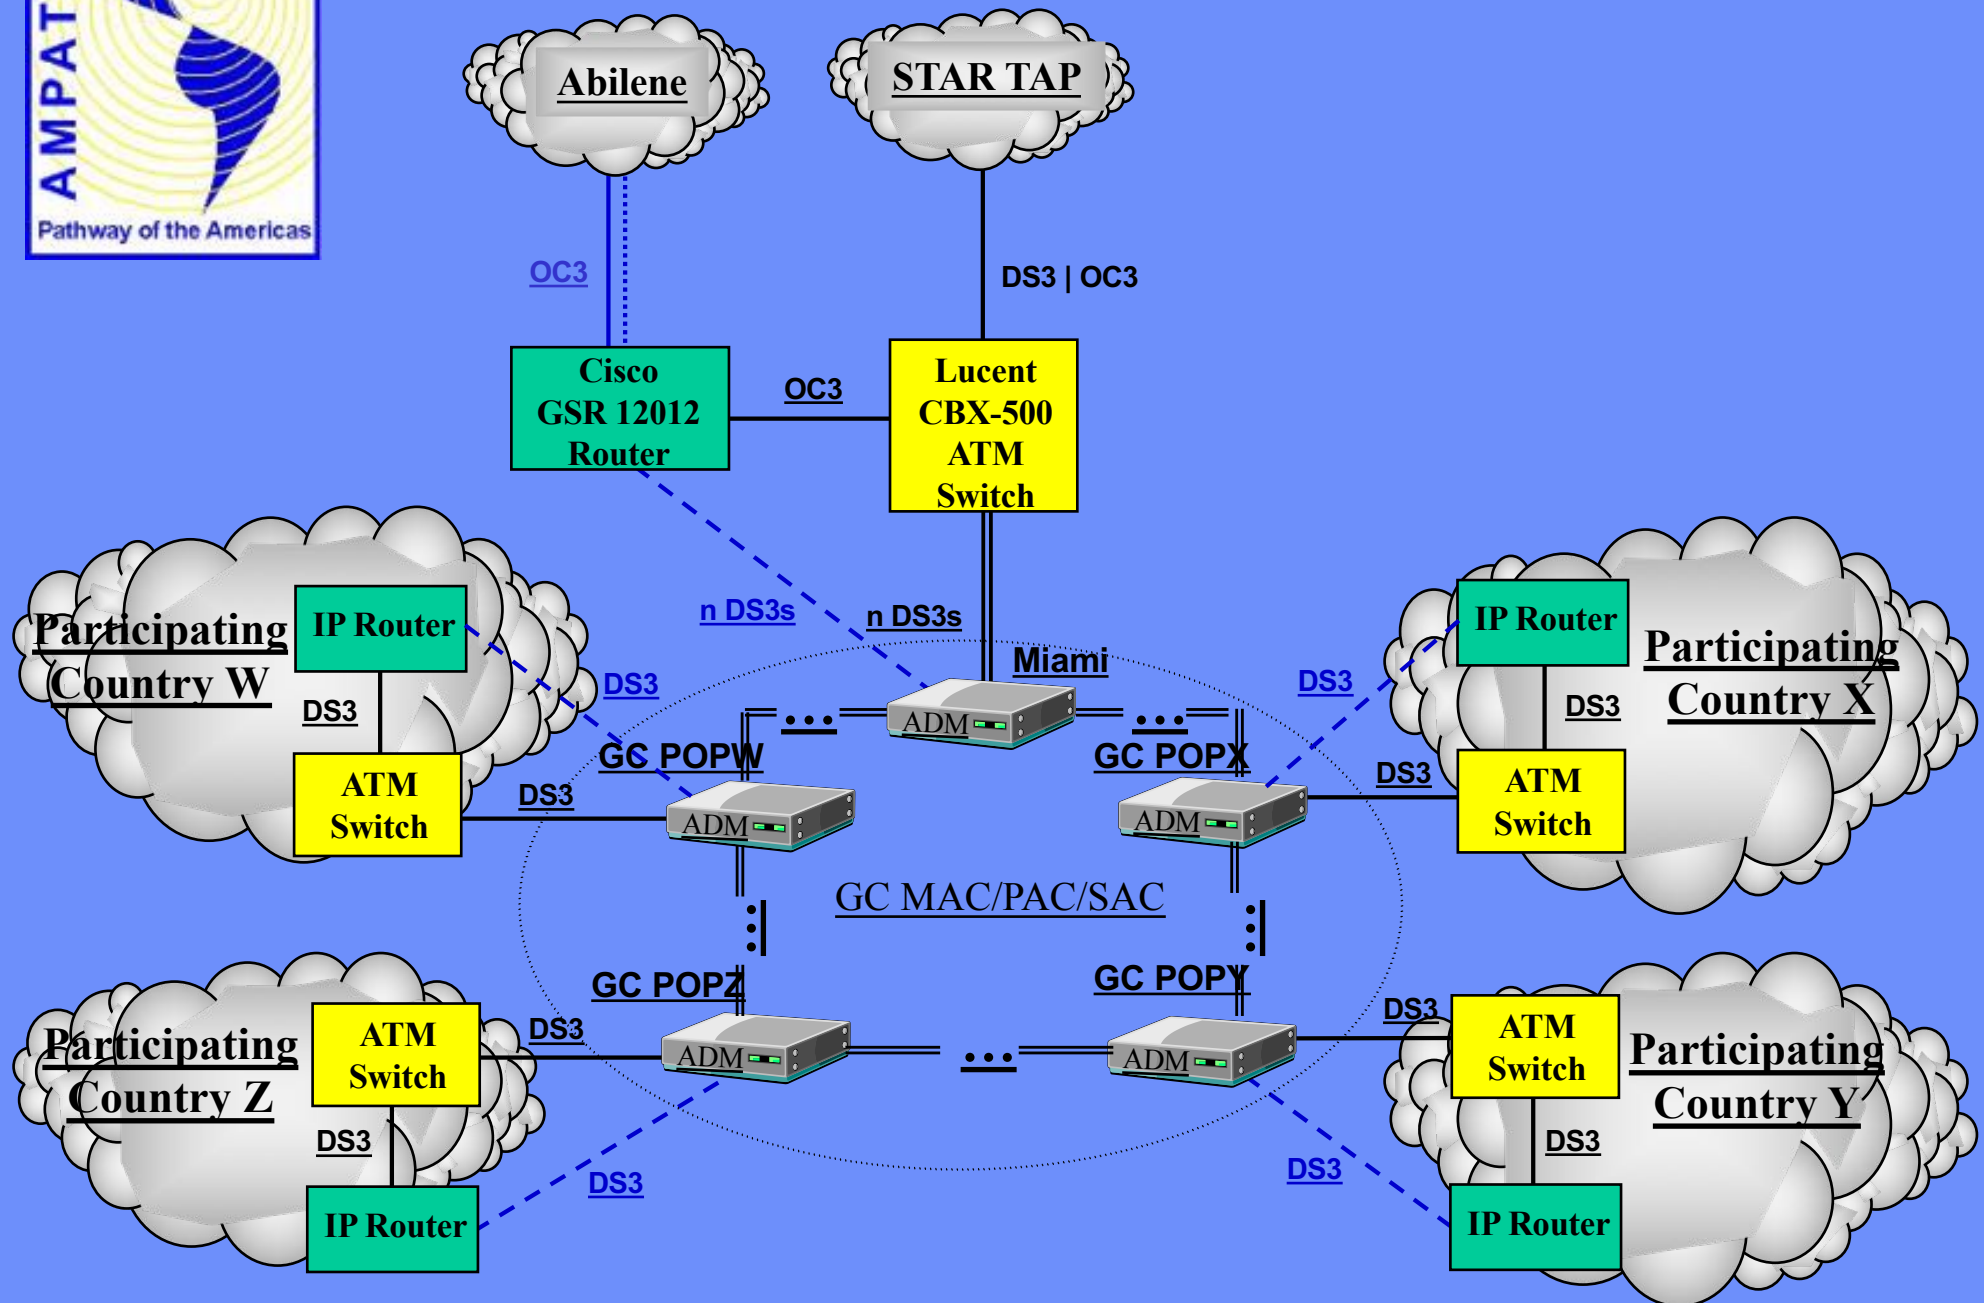 AMPAT
Pathway of the Americas
Abilene
STAR TAP
OC3
DS3 | OC3
Cisco
GSR 12012
Router
OC3
Lucent
CBX-500
ATM
Switch
n DS3s
n DS3s
Miami
Participating
Country W
IP Router
DS3
ATM
Switch
DS3
DS3
GC POPW
ADM
ADM
GC POPX
ADM
DS3
DS3
IP Router
DS3
ATM
Switch
Participating
Country X
GC MAC/PAC/SAC
Participating
Country Z
ATM
Switch
DS3
IP Router
DS3
DS3
GC POPZ
ADM
GC POPY
ADM
DS3
DS3
ATM
Switch
DS3
IP Router
Participating
Country Y